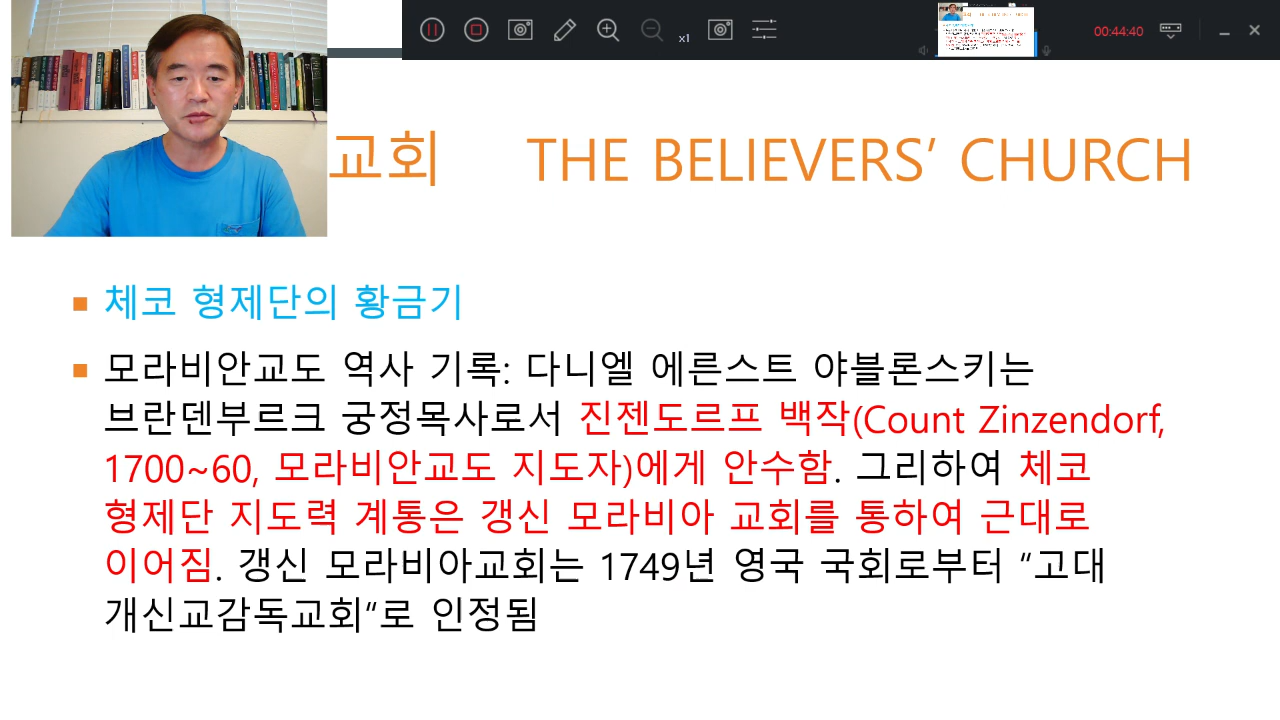 x1
00:44:40
교회 THE BELIEVERS’ CHURCH
체코 형제단의 황금기
모라비안교도 역사 기록: 다니엘 에른스트 야블론스키는
브란덴부르크 궁정목사로서 진젠도르프 백작(Count Zinzendorf,
1700~60, 모라비안교도 지도자)에게 안수함. 그리하여 체코
형제단 지도력 계통은 갱신 모라비아 교회를 통하여 근대로
이어짐. 갱신 모라비아교회는 1749년 영국 국회로부터 “고대
개신교감독교회“로 인정됨